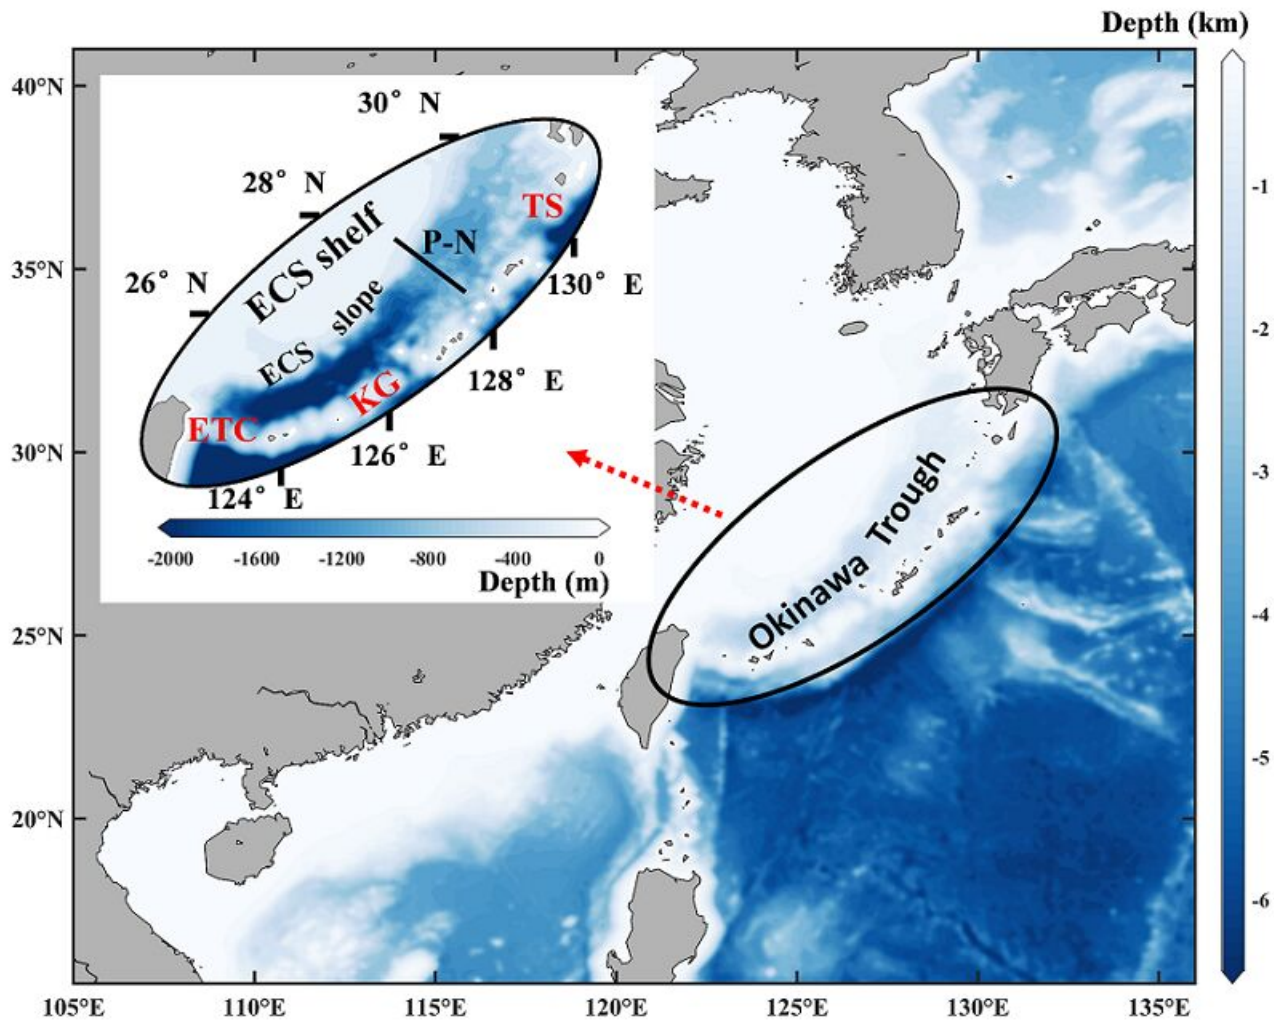 Depth (km)
40°N
35°N
30°N
25°N
20°N
105°E
110°E
115°E
120°E
125°E
130°E
135°E
-1
-2
-3
-4
-5
-6
30° N
28° N
26° N
TS
P-N
ECS shelf
130° E
ECS slope
128° E
KG
ETC
126° E
124° E
-2000
-1600
-1200
-800
-400
0
Depth (m)
Okinawa Trough